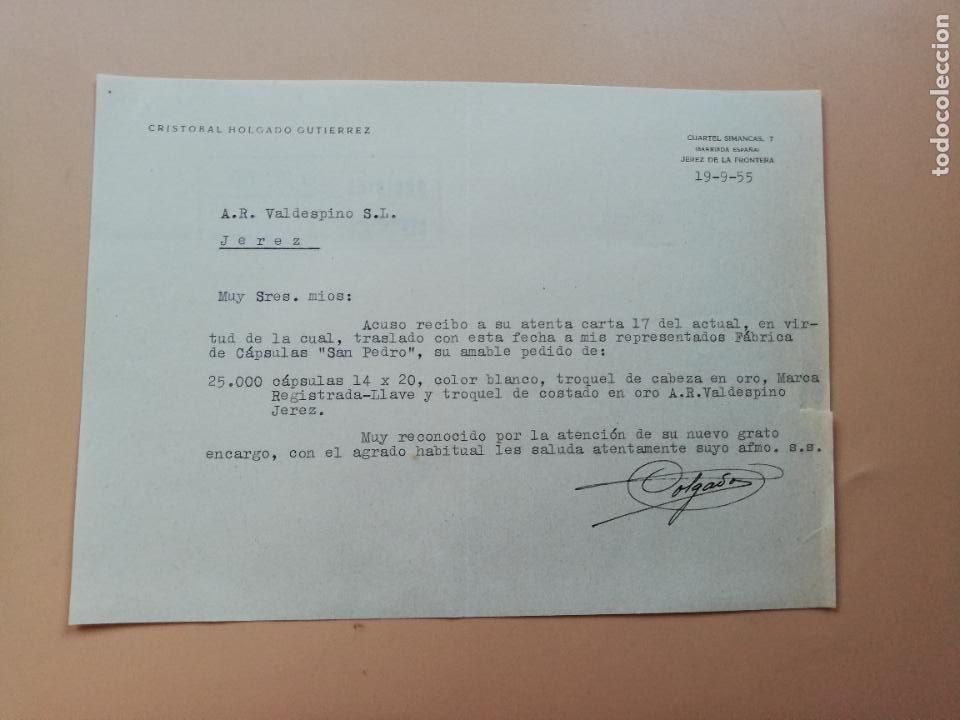 CRISTOBAL HOLGADO GUTIERREZ
CUARTEL SIMANCAS, 7
(BARRIADA ESPAÑA)
JEREZ DE LA FRONTERA
19-9-55
A.R. Valdespino S.L.
Jerez
Muy Sres. mios:
Acuso recibo a su atenta carta 17 del actual, en vir-
tud de la cual, traslado con esta fecha a mis representados Fábrica
de Cápsulas "San Pedro", su amable pedido de:
25.000 cápsulas 14 x 20, color blanco, troquel de cabeza en oro, Marca
Registrada-Llave y troquel de costado en oro A.R.Valdespino
Jerez.
Muy reconocido por la atención de su nuevo grato
encargo, con el agrado habitual les saluda atentamente suyo afmo. s.s.
Holgado
todocoleccion